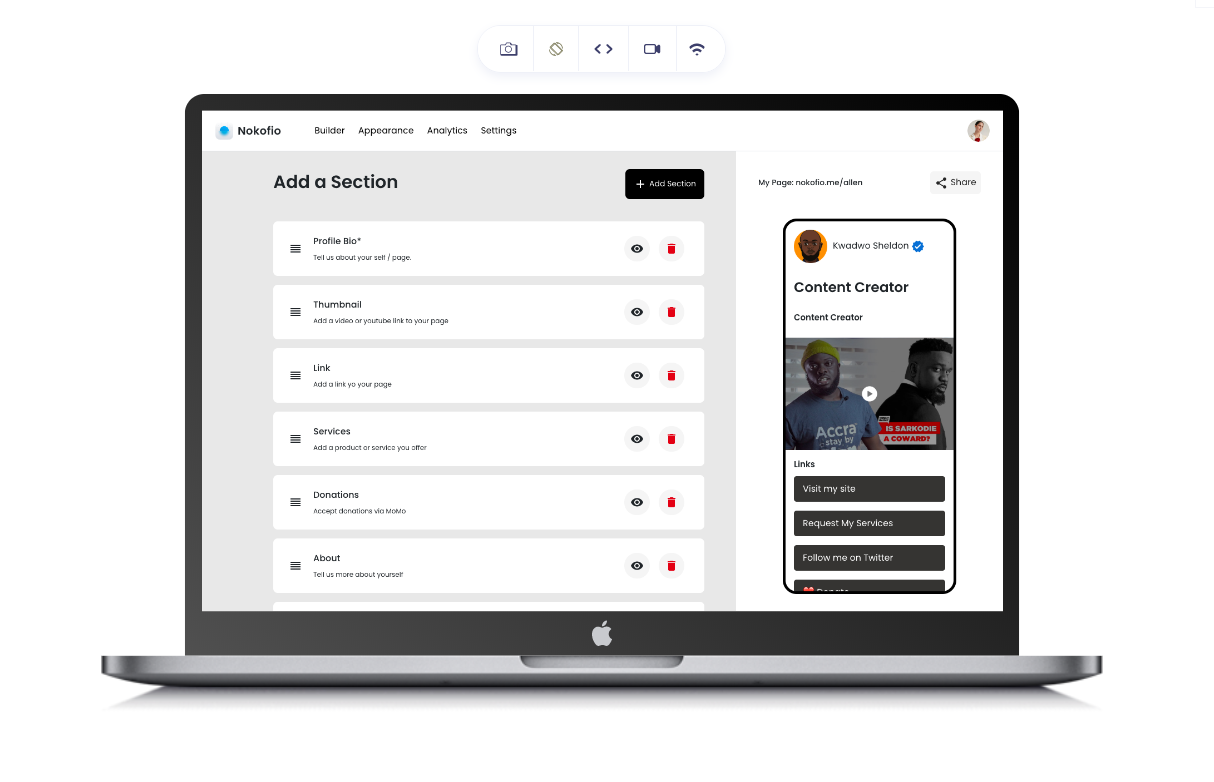 Nokofio
Builder Appearance Analytics Settings
Add a Section
Add Section
Profile Bio*
Tell us about your self / page.
Thumbnail
Add a video or youtube link to your page
Link
Add a link yo your page
Services
Add a product or service you offer
Donations
Accept donations via MoMo
About
Tell us more about yourself
My Page: nokofio.me/allen
Share
Kwadwo Sheldon
Content Creator
Content Creator
Accra
stay by
IS SARKODIE
A COWARD?
Links
Visit my site
Request My Services
Follow me on Twitter
Donate